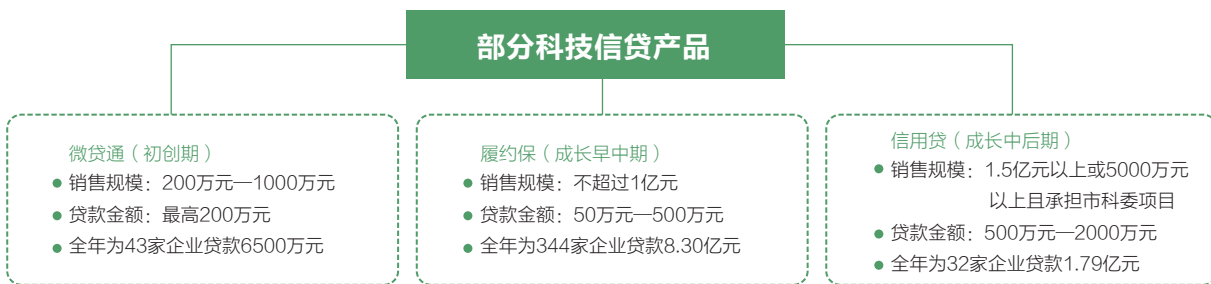 部分科技信贷产品
微贷通（初创期）
销售规模：200万元—1000万元
贷款金额：最高200万元
全年为43家企业贷款6500万元
履约保（成长早中期）
销售规模：不超过1亿元
贷款金额：50万元—500万元
全年为344家企业贷款8.30亿元
信用贷（成长中后期）
销售规模：1.5亿元以上或5000万元
以上且承担市科委项目
贷款金额：500万元—2000万元
全年为32家企业贷款1.79亿元